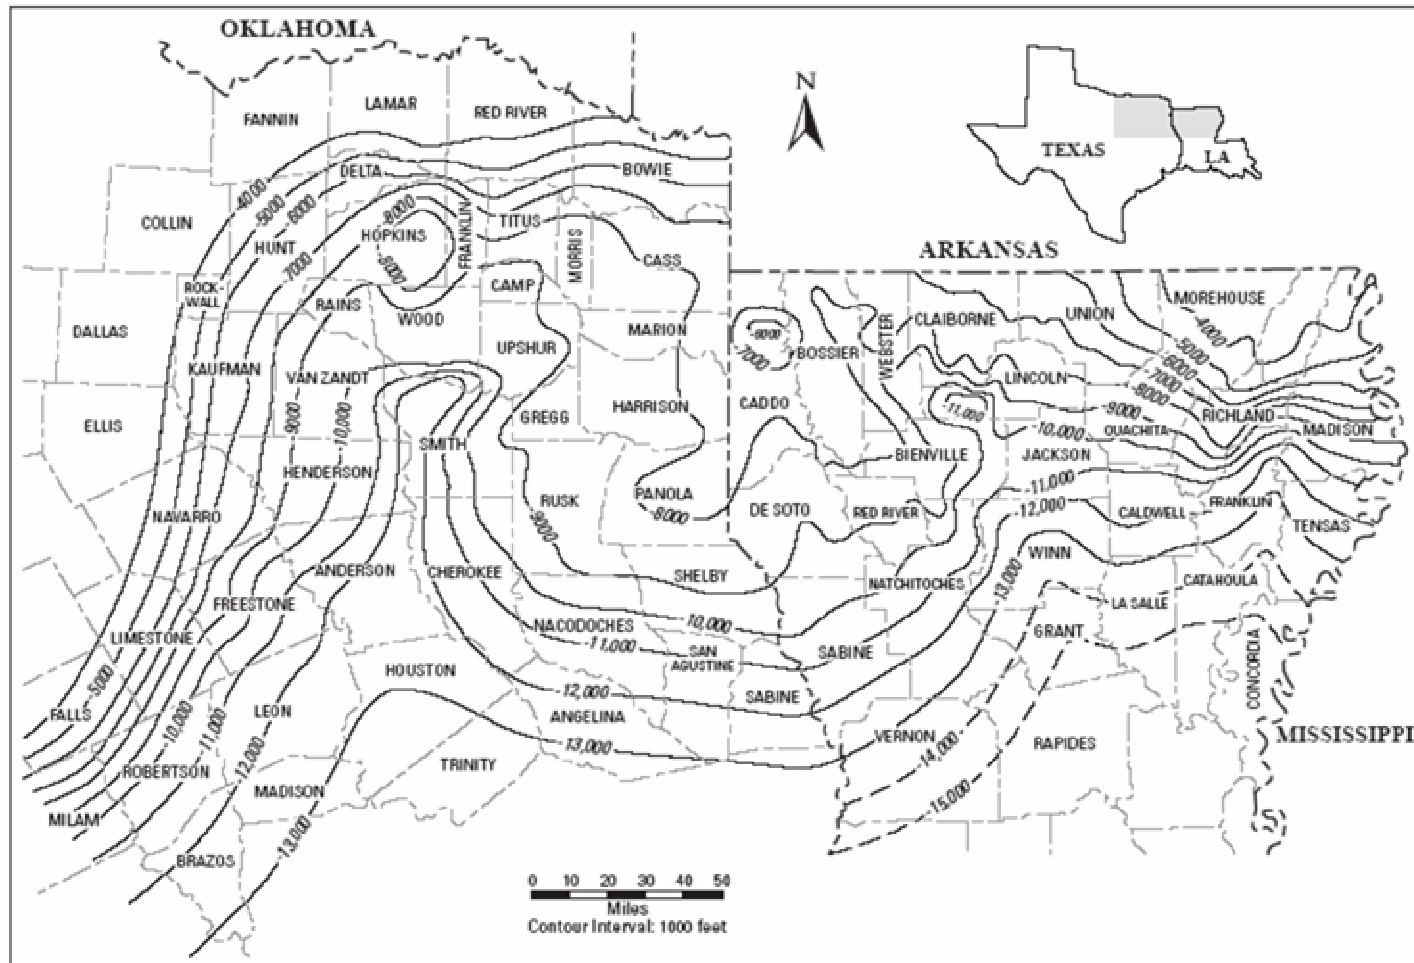 OKLAHOMA
N
LAMAR
FANNIN
RED RIVER
TEXAS
LA
DELTA
BOWIE
4000
5000
6000
COLLIN
8000
TITUS
HOPKINS
FRANKLIN
HUNT
ARKANSAS
7000
9000
MORRIS
CASS
ROCK-
WALL
RAINS
CAMP
MOREHOUSE
WOOD
CLAIBORNE
UNION
DALLAS
MARION
8000
4000
WEBSTER
UPSHUR
7000
BOSSIER
5000
6000
KAUFMAN
VAN ZANDT
LINCOLN
7000
8000
9000
10,000
HARRISON
CADDO
11,000
9000
RICHLAND
ELLIS
GREGG
10,000
OUACHITA
MADISON
SMITH
BIENVILLE
JACKSON
HENDERSON
11,000
RUSK
PANOLA
8000
DE SOTO
RED RIVER
12,000
CALDWELL
FRANKLIN
NAVARRO
9000
TENSAS
WINN
ANDERSON
CHEROKEE
SHELBY
NATCHITOCHES
13,000
CATAHOULA
FREESTONE
LA SALLE
NACODOCHES
10,000
GRANT
LIMESTONE
11,000
SAN
AGUSTINE
SABINE
CONCORDIA
HOUSTON
5000
12,000
SABINE
FALLS
10,000
11,000
LEON
ANGELINA
13,000
VERNON
14,000
RAPIDES
MISSISSIPPI
ROBERTSON
12,000
TRINITY
MADISON
15,000
MILAM
13,000
BRAZOS
0 10 20 30 40 50
Miles
Contour Interval: 1000 feet